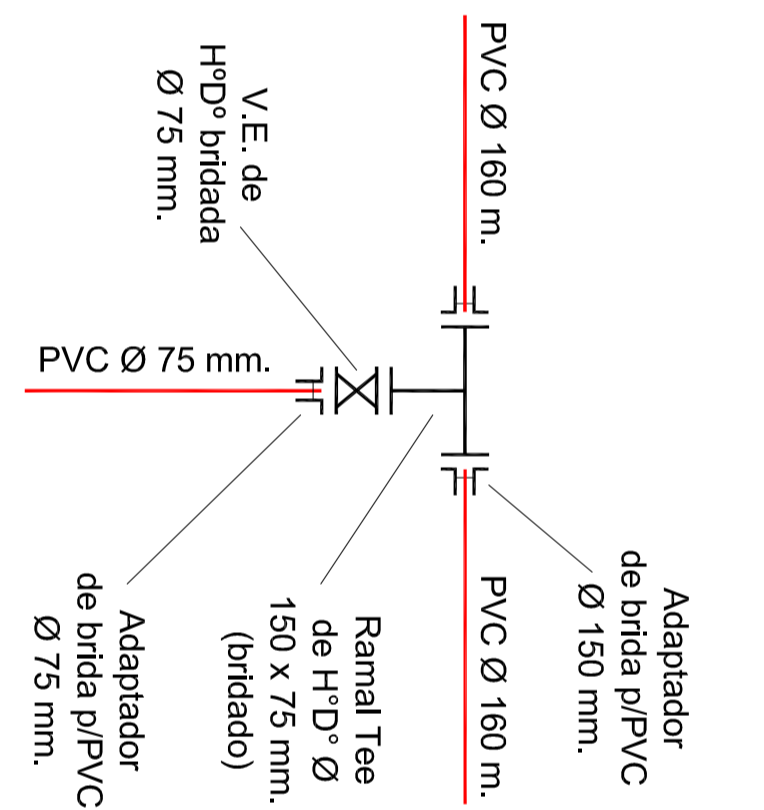 PVC Ø 160 m.
V.E. de
HºDº bridada
Ø 75 mm.
PVC Ø 75 mm.
Adaptador
de brida p/PVC
Ø 150 mm.
PVC Ø 160 m.
Ramal Tee
de H°D° Ø
150 x 75 mm.
(bridado)
Adaptador
de brida p/PVC
Ø 75 mm.